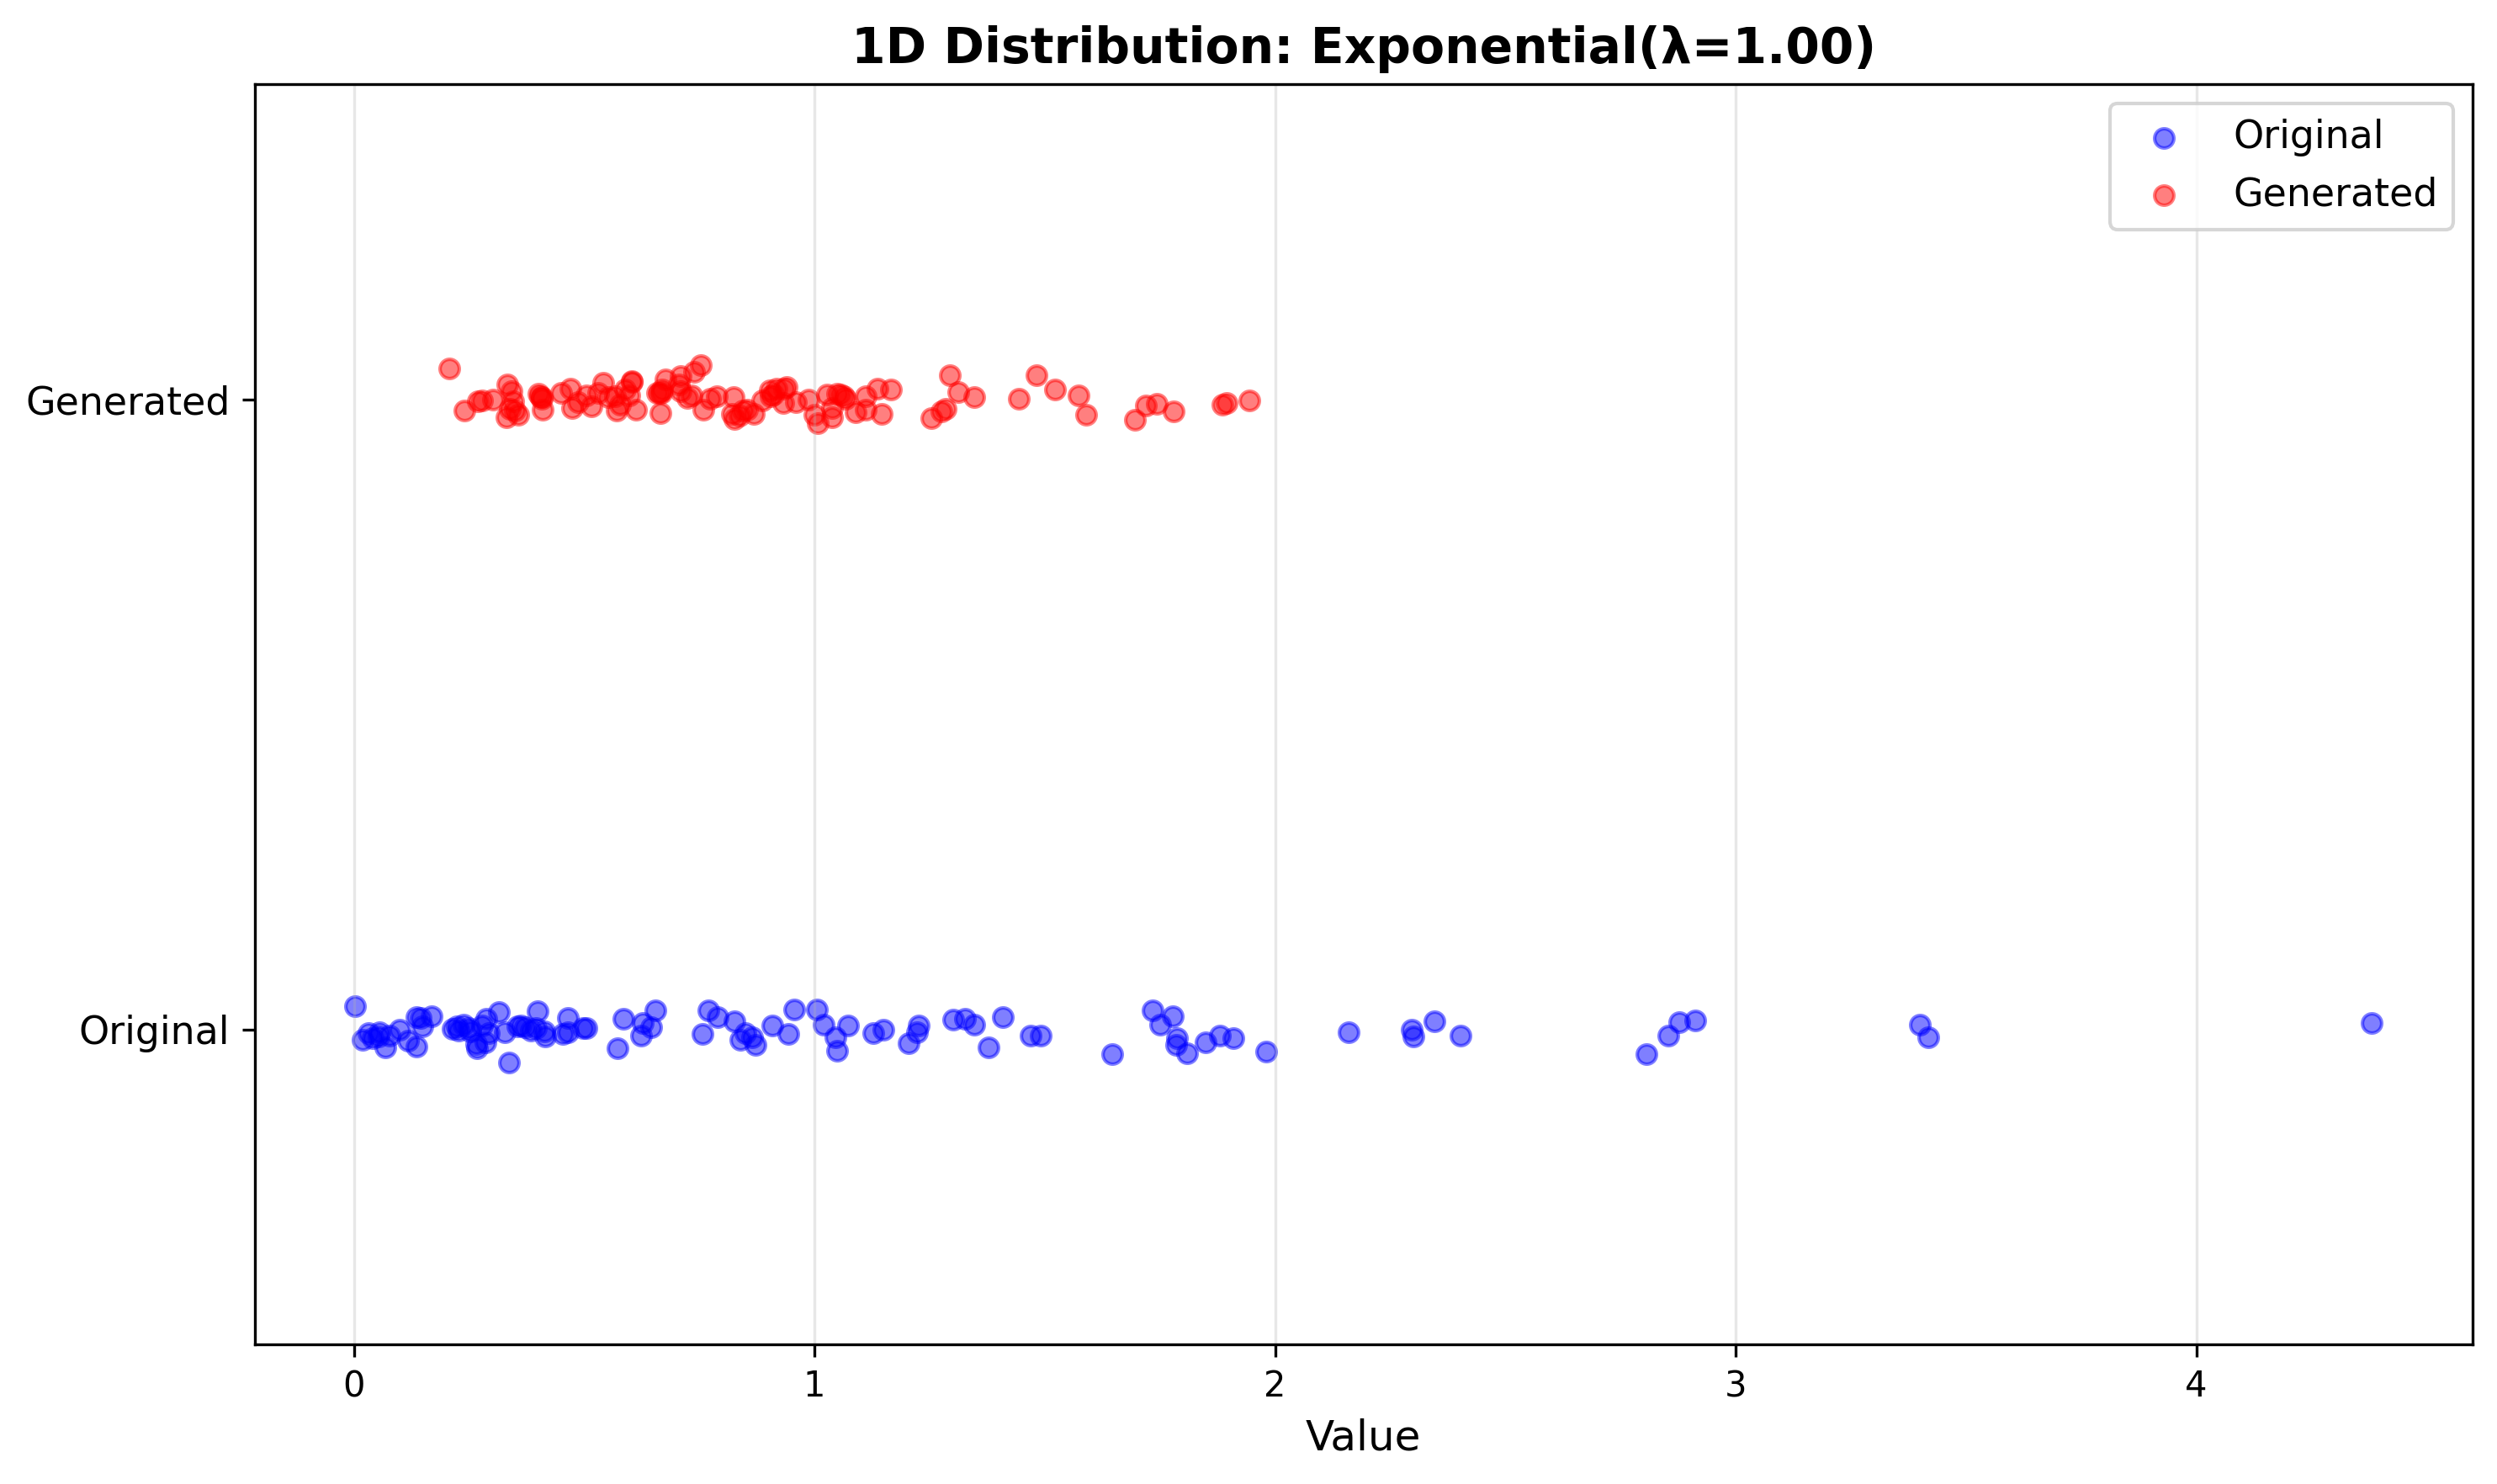 1D Distribution: Exponential(λ=1.00)
Original
Generated
Generated
Original
0 1 2 3 4
Value